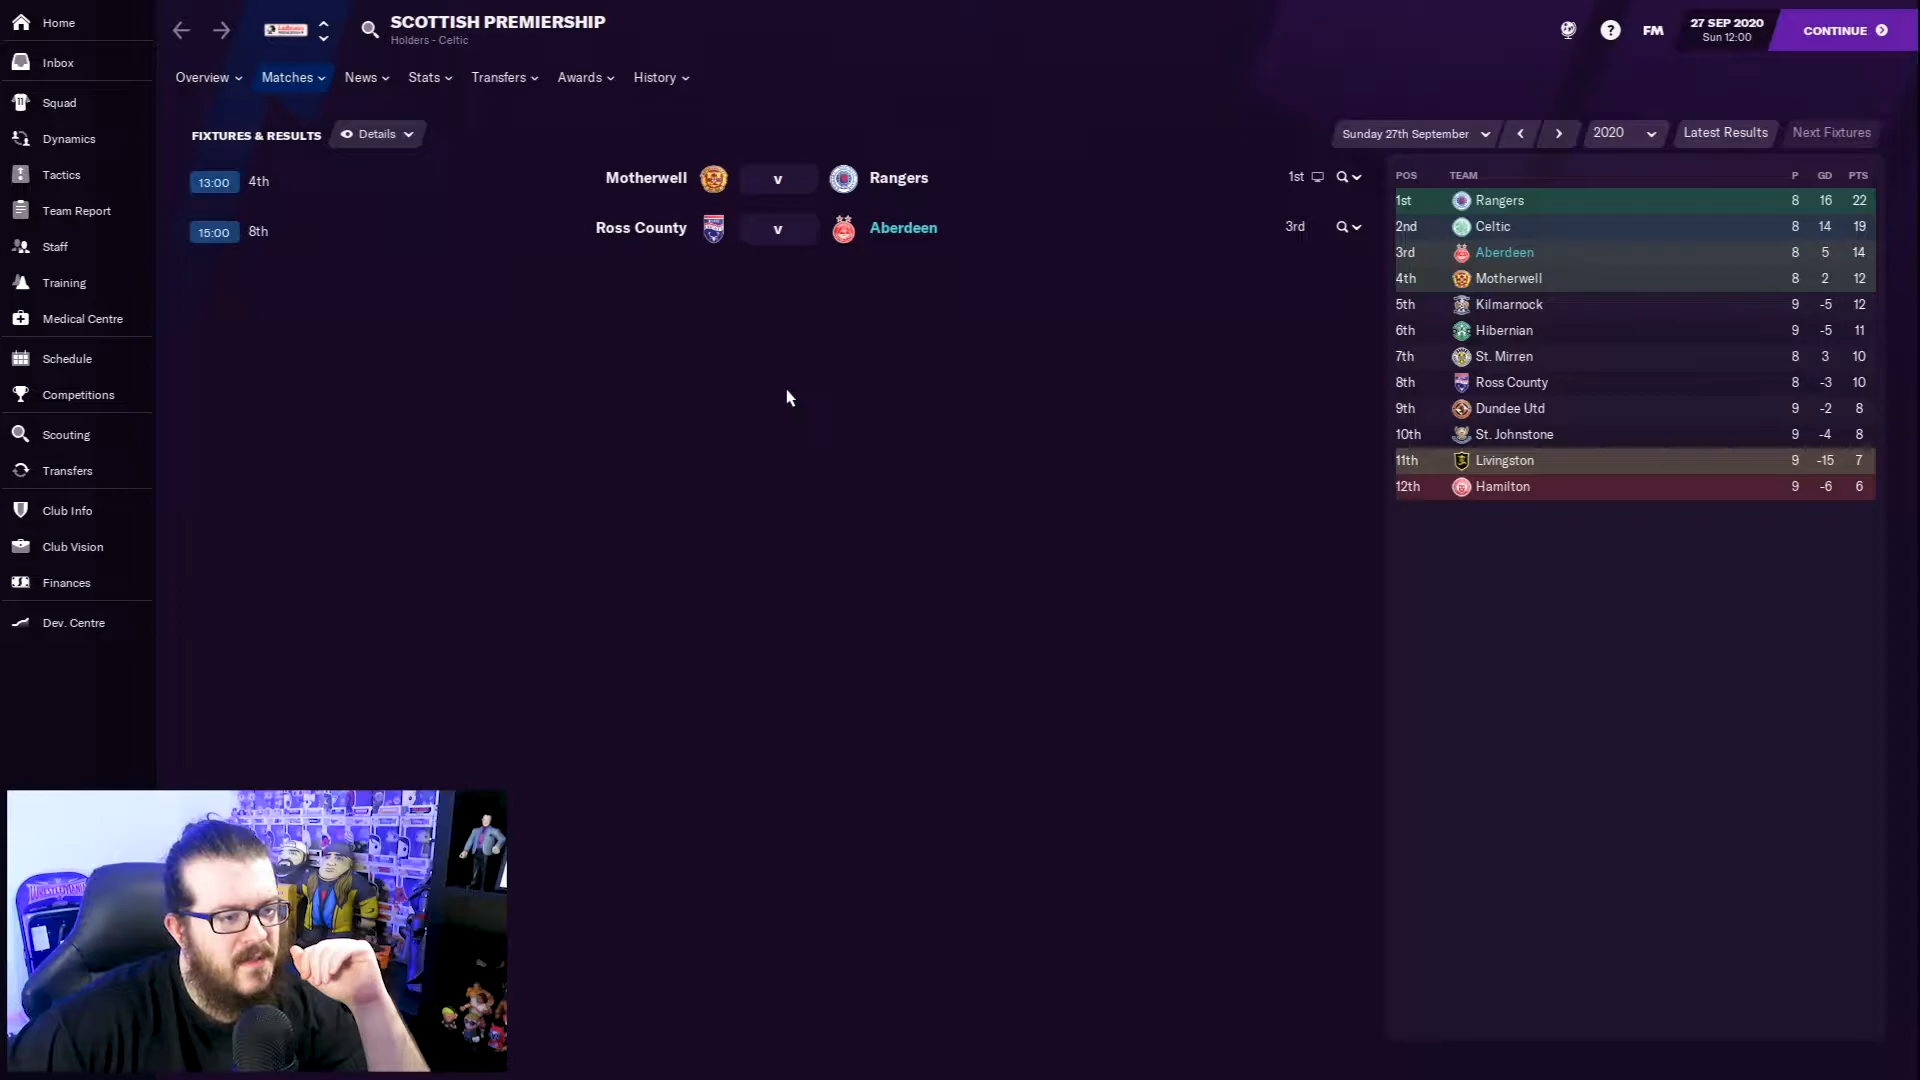 Home
Inbox
Squad
Dynamics
Tactics
Team Report
Staff
Training
Medical Centre
Schedule
Competitions
Scouting
Transfers
Club Info
Club Vision
Finances
Dev. Centre
SCOTTISH PREMIERSHIP
Holders - Celtic
FM
27 SEP 2020
Sun 12:00
CONTINUE
Overview Matches News Stats Transfers Awards History
FIXTURES & RESULTS Details
Sunday 27th September 2020 Latest Results Next Fixtures
13:00 4th Motherwell v Rangers 1st
15:00 8th Ross County v Aberdeen 3rd
POS TEAM P GD PTS
1st Rangers 8 16 22
2nd Celtic 8 14 19
3rd Aberdeen 8 5 14
4th Motherwell 8 2 12
5th Kilmarnock 9 -5 12
6th Hibernian 9 -5 11
7th St. Mirren 8 3 10
8th Ross County 8 -3 10
9th Dundee Utd 9 -2 8
10th St. Johnstone 9 -4 8
11th Livingston 9 -15 7
12th Hamilton 9 -6 6